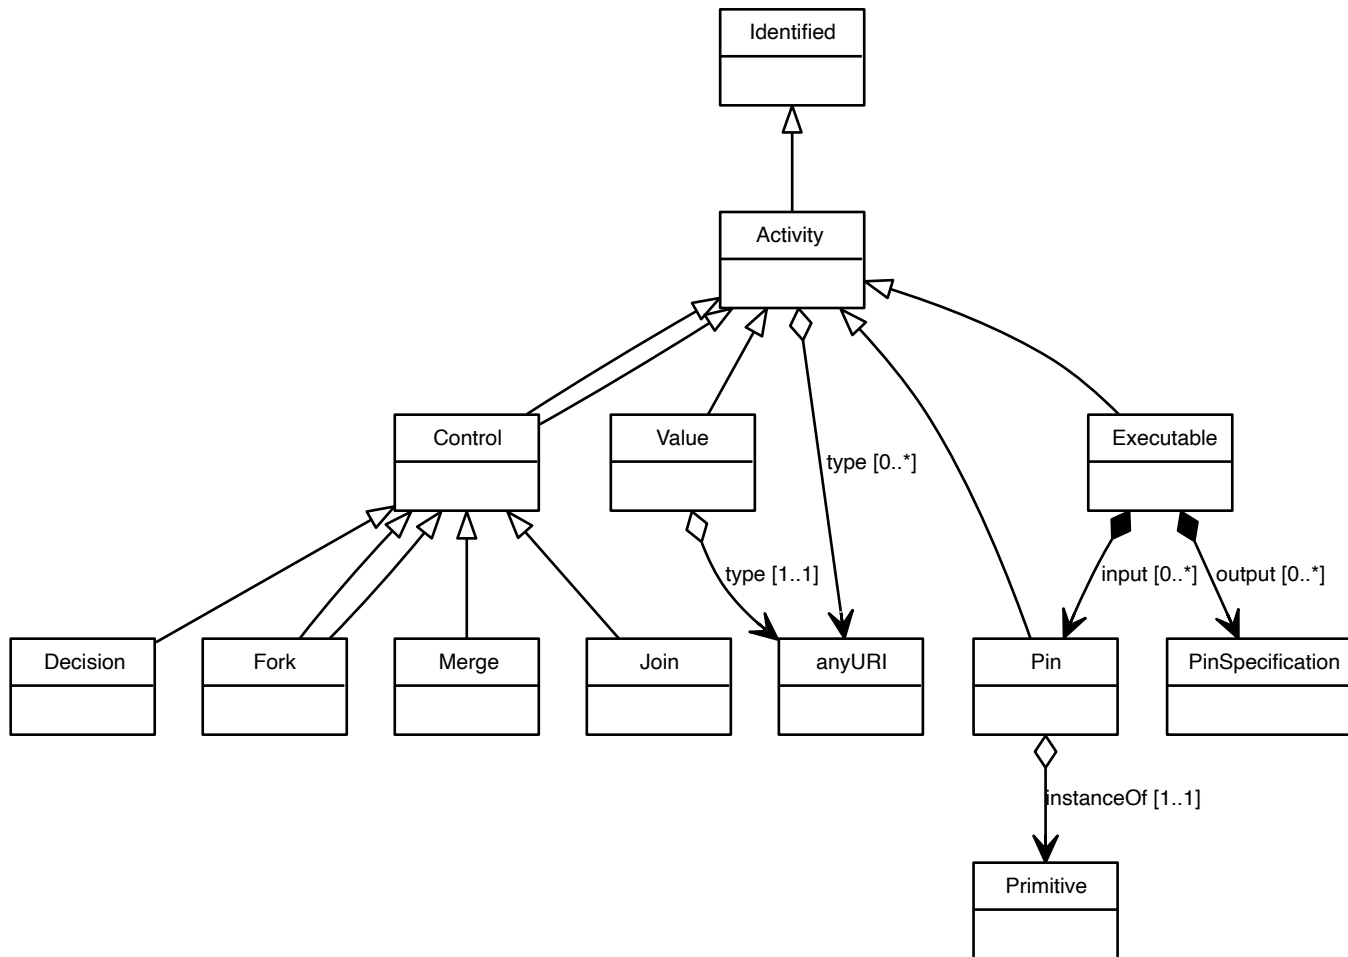 Identified
Activity
Control
Value
type [0..*]
Executable
type [1..1]
input [0..*]
output [0..*]
Decision
Fork
Merge
Join
anyURI
Pin
PinSpecification
instanceOf [1..1]
Primitive